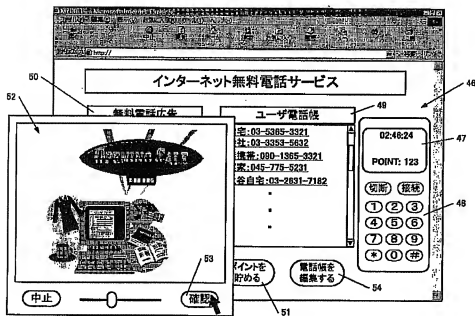 http://
インターネット無料電話サービス
50
無料電話広告
ユーザ電話帳
49
46
52
宅:03-5365-3321
社:03-3353-5632
携帯:090-1365-3321
家:045-775-5231
谷自宅:03-2631-7182
02:46:24
47
POINT: 123
切断
接続
1 2 3
4 5 6
48
7 8 9
* 0 #
53
中止
確認
ポイントを
貯める
電話帳を
編集する
54
51